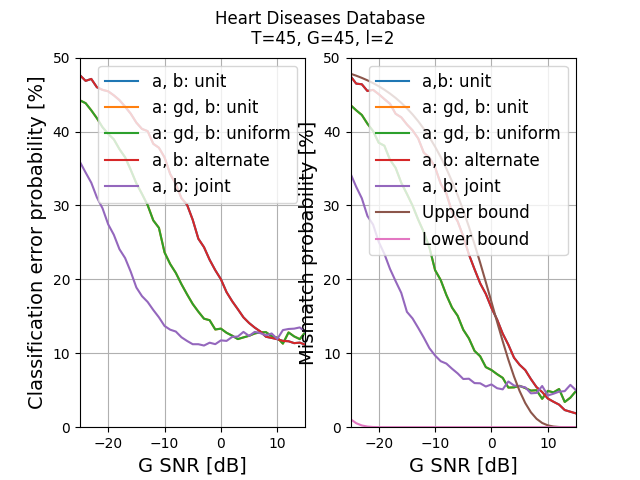 Heart Diseases Database
T=45, G=45, l=2
Classification error probability [%]
50
40
30
20
10
0
−20
−10
0
10
G SNR [dB]
a, b: unit
a: gd, b: unit
a: gd, b: uniform
a, b: alternate
a, b: joint
Mismatch probability [%]
50
40
30
20
10
0
−20
−10
0
10
G SNR [dB]
a,b: unit
a: gd, b: unit
a: gd, b: uniform
a, b: alternate
a, b: joint
Upper bound
Lower bound